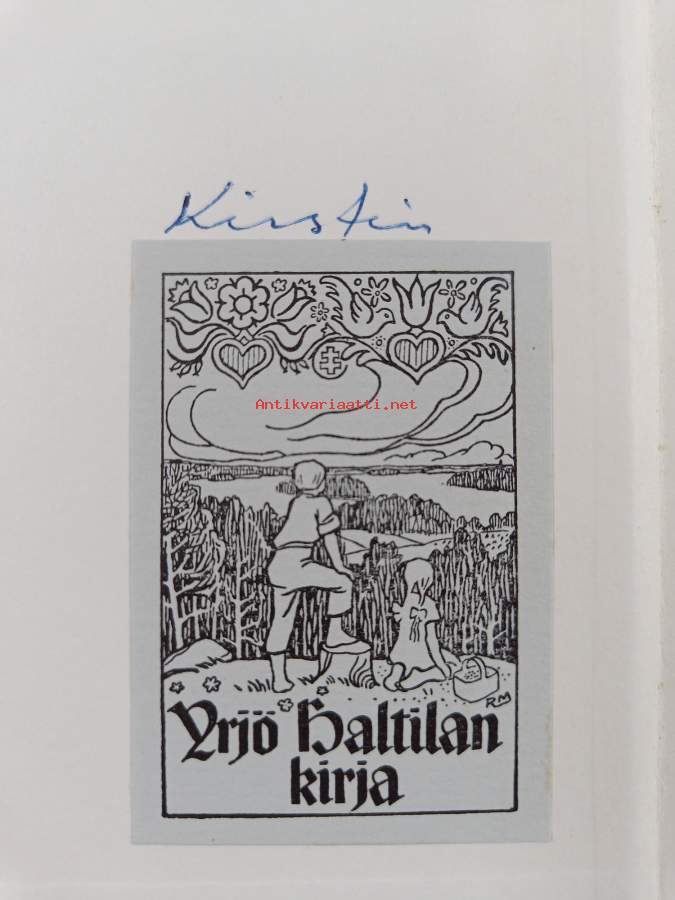 Kirstin
Antikvariaatti.net
RM
Yrjö Haltilan
kirja